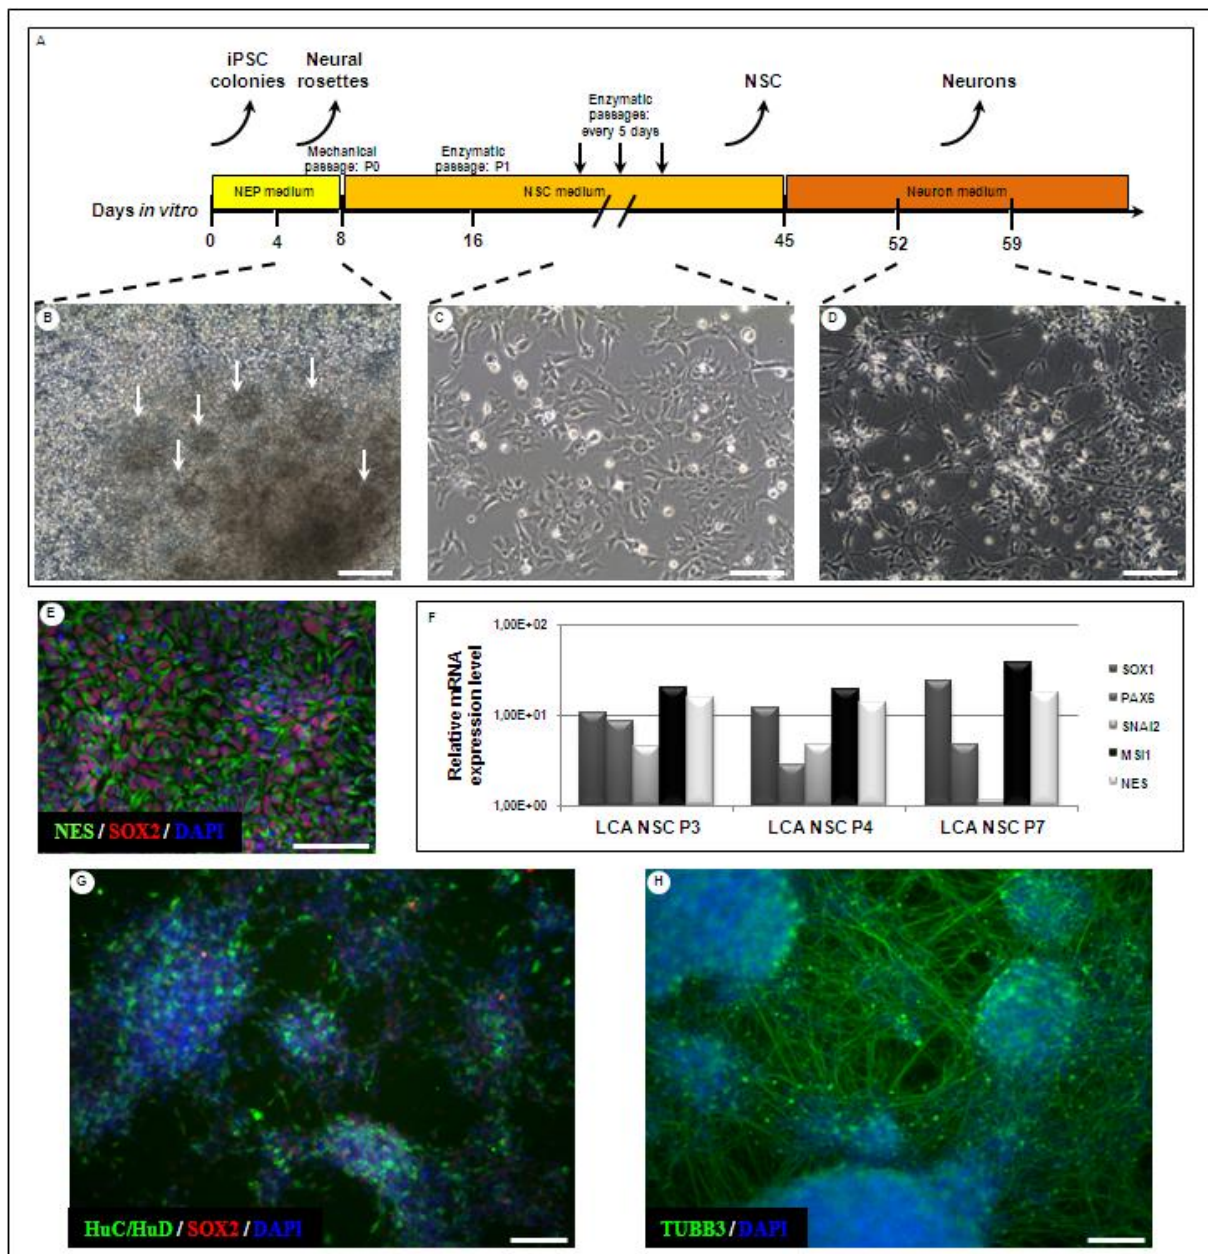 A
iPSC
colonies
Neural
rosettes
NSC
Neurons
Enzymatic
passages:
every 5 days
Mechanical
passage: P0
Enzymatic
passage: P1
NEP medium
NSC medium
Neuron medium
Days in vitro
0
4
8
16
45
52
59
B
C
D
E
NES / SOX2 / DAPI
F
Relative mRNA
expression level
1,00E+02
1,00E+01
1,00E+00
LCA NSC P3
LCA NSC P4
LCA NSC P7
SOX1
PAX6
SNAI2
MSI1
NES
G
HuC/HuD / SOX2 / DAPI
H
TUBB3 / DAPI